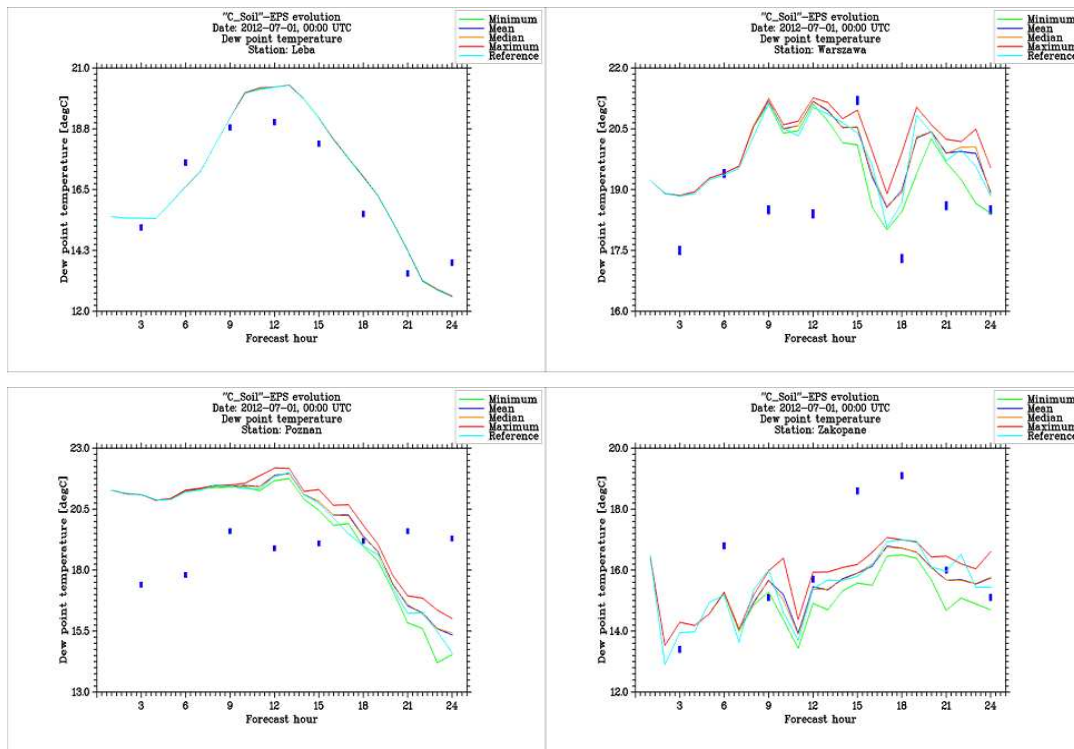 "C_Soil"-EPS evolution
Date: 2012-07-01, 00:00 UTC
Dew point temperature
Station: Leba
Minimum
Mean
Median
Maximum
Reference
Dew point temperature [degC]
21.0
18.8
16.5
14.3
12.0
3 6 9 12 15 18 21 24
Forecast hour
"C_Soil"-EPS evolution
Date: 2012-07-01, 00:00 UTC
Dew point temperature
Station: Warszawa
Minimum
Mean
Median
Maximum
Reference
Dew point temperature [degC]
22.0
20.5
19.0
17.5
16.0
3 6 9 12 15 18 21 24
Forecast hour
"C_Soil"-EPS evolution
Date: 2012-07-01, 00:00 UTC
Dew point temperature
Station: Poznan
Minimum
Mean
Median
Maximum
Reference
Dew point temperature [degC]
23.0
20.5
18.0
15.5
13.0
3 6 9 12 15 18 21 24
Forecast hour
"C_Soil"-EPS evolution
Date: 2012-07-01, 00:00 UTC
Dew point temperature
Station: Zakopane
Minimum
Mean
Median
Maximum
Reference
Dew point temperature [degC]
20.0
18.0
16.0
14.0
12.0
3 6 9 12 15 18 21 24
Forecast hour